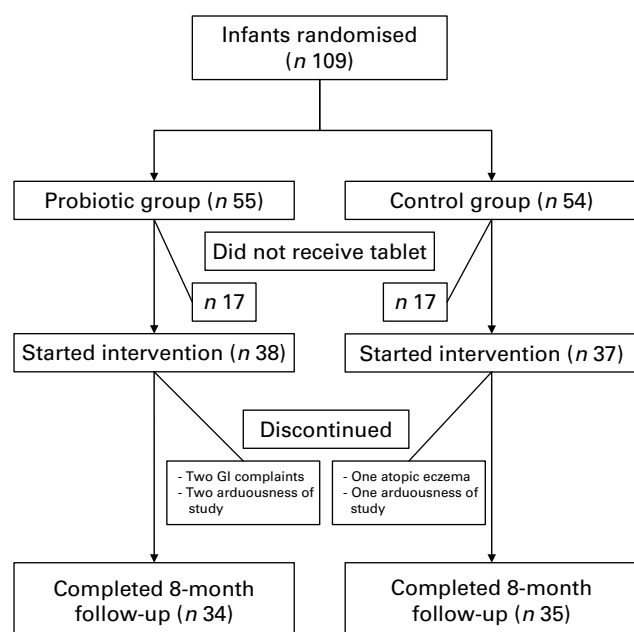 Infants randomised
(n 109)
Probiotic group (n 55)
Control group (n 54)
Did not receive tablet
n 17
n 17
Started intervention (n 38)
Started intervention (n 37)
Discontinued
- Two GI complaints
- Two arduousness of
study
- One atopic eczema
- One arduousness of
study
Completed 8-month
follow-up (n 34)
Completed 8-month
follow-up (n 35)